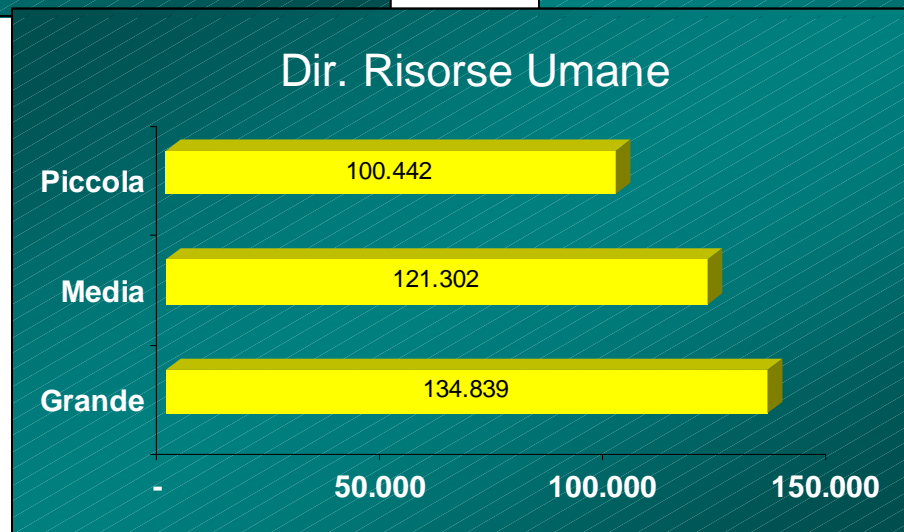 Dir. Risorse Umane
Piccola
100.442
Media
121.302
Grande
134.839
- 50.000 100.000 150.000